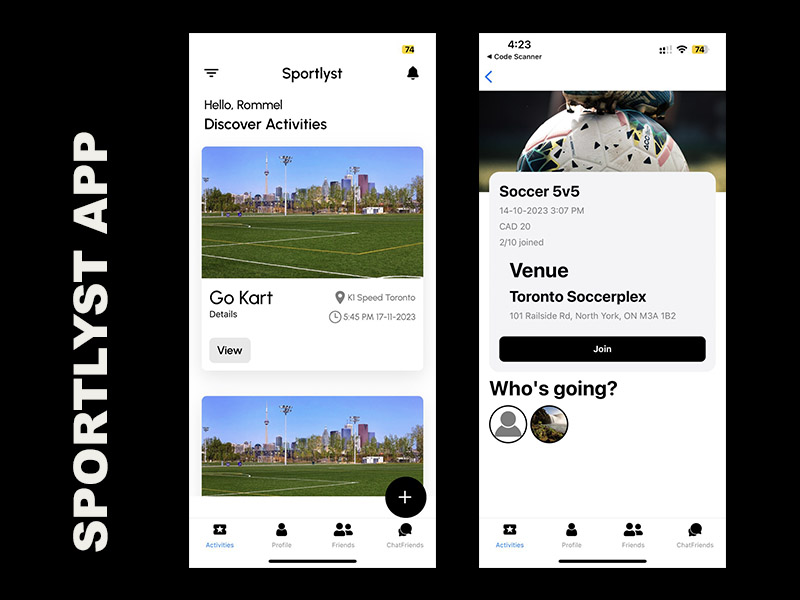 SPORTLYST APP
74
Sportlyst
Hello, Rommel
Discover Activities
Go Kart
K1 Speed Toronto
Details
5:45 PM 17-11-2023
View
+
Activities
Profile
Friends
ChatFriends
4:23
74
◀ Code Scanner
Soccer 5v5
14-10-2023 3:07 PM
CAD 20
2/10 joined
Venue
Toronto Soccerplex
101 Railside Rd, North York, ON M3A 1B2
Join
Who's going?
Activities
Profile
Friends
ChatFriends